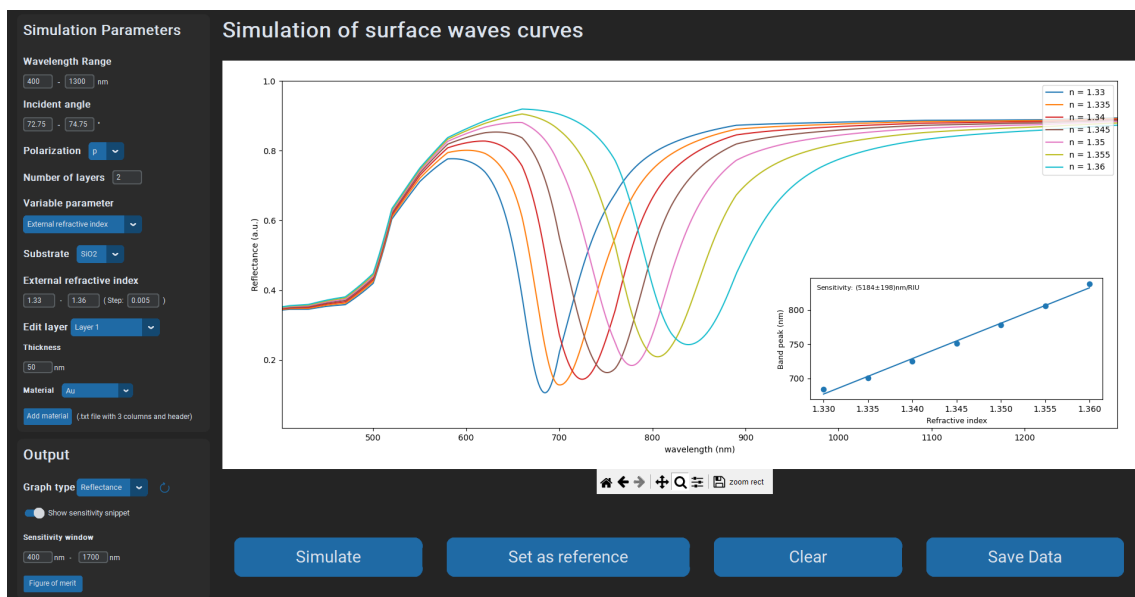 Simulation Parameters
Wavelength Range
400 - 1300 nm
Incident angle
72.75 - 74.75 °
Polarization p
Number of layers 2
Variable parameter
External refractive index
Substrate SiO2
External refractive index
1.33 - 1.36 (Step: 0.005 )
Edit layer Layer 1
Thickness
50 nm
Material Au
Add material (.txt file with 3 columns and header)
Output
Graph type Reflectance
Show sensitivity snippet
Sensitivity window
400 nm - 1700 nm
Figure of merit
Simulation of surface waves curves
1.0
0.8
0.6
0.4
0.2
Reflectance (a.u.)
500 600 700 800 900 1000 1100 1200
wavelength (nm)
n = 1.33
n = 1.335
n = 1.34
n = 1.345
n = 1.35
n = 1.355
n = 1.36
Sensitivity: (5184±198)nm/RIU
800
750
700
Band peak (nm)
1.330 1.335 1.340 1.345 1.350 1.355 1.360
Refractive index
zoom rect
Simulate
Set as reference
Clear
Save Data